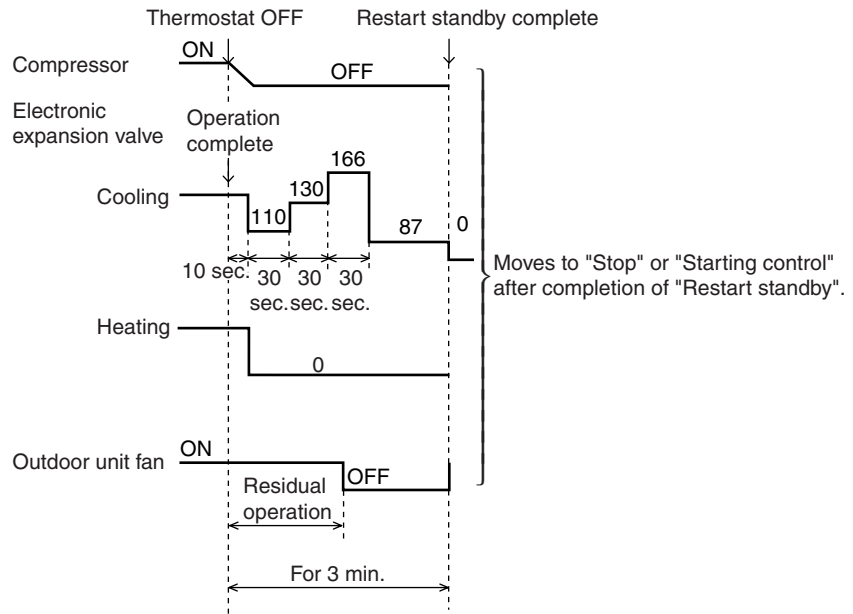 Thermostat OFF
Restart standby complete
ON
Compressor
OFF
Electronic
expansion valve
Operation
complete
166
130
Cooling
110
87
0
10 sec.
30
30
30
sec.
sec.
sec.
Moves to "Stop" or "Starting control"
after completion of "Restart standby".
Heating
0
ON
Outdoor unit fan
OFF
Residual
operation
For 3 min.